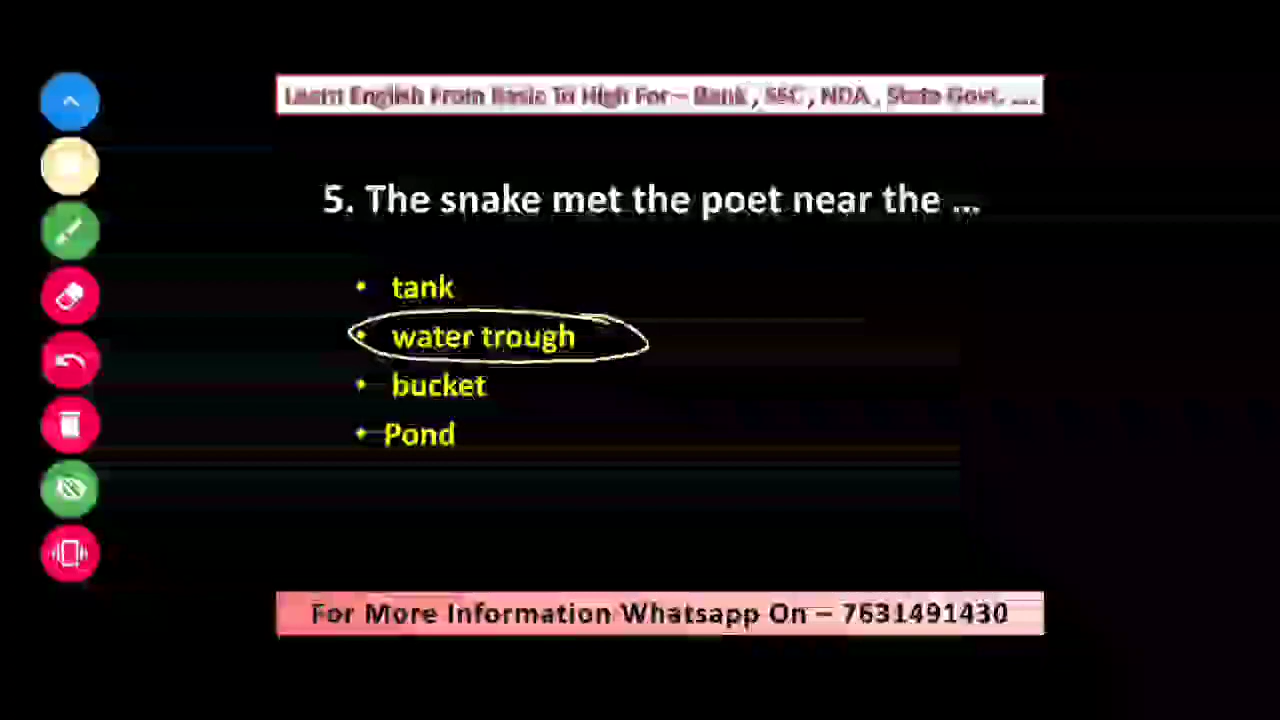 Learn English From Basic To High For – Bank , SSC , NDA , State Govt. ....
5. The snake met the poet near the ...
• tank
• water trough
• bucket
• Pond
For More Information Whatsapp On – 7631491430